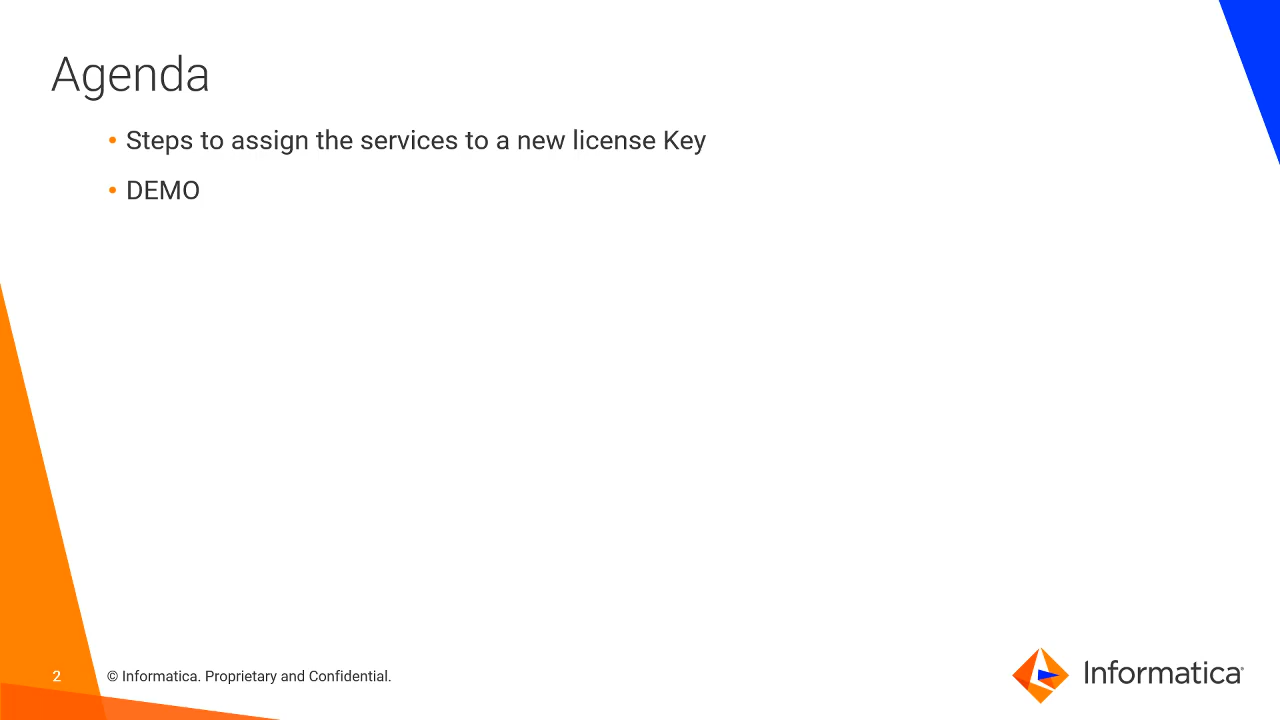 Agenda
• Steps to assign the services to a new license Key
• DEMO
2
© Informatica. Proprietary and Confidential.
Informatica